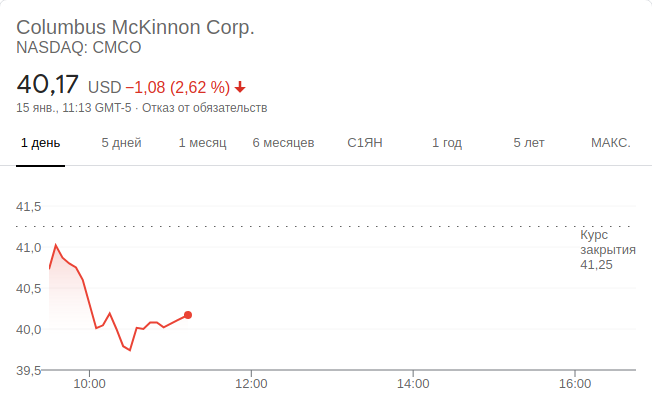 Columbus McKinnon Corp.
NASDAQ: CMCO
40,17 USD −1,08 (2,62 %)
15 янв., 11:13 GMT-5 · Отказ от обязательств
1 день 5 дней 1 месяц 6 месяцев С1ЯН 1 год 5 лет МАКС.
41,5
Курс
закрытия
41,25
41,0
40,5
40,0
39,5
10:00 12:00 14:00 16:00